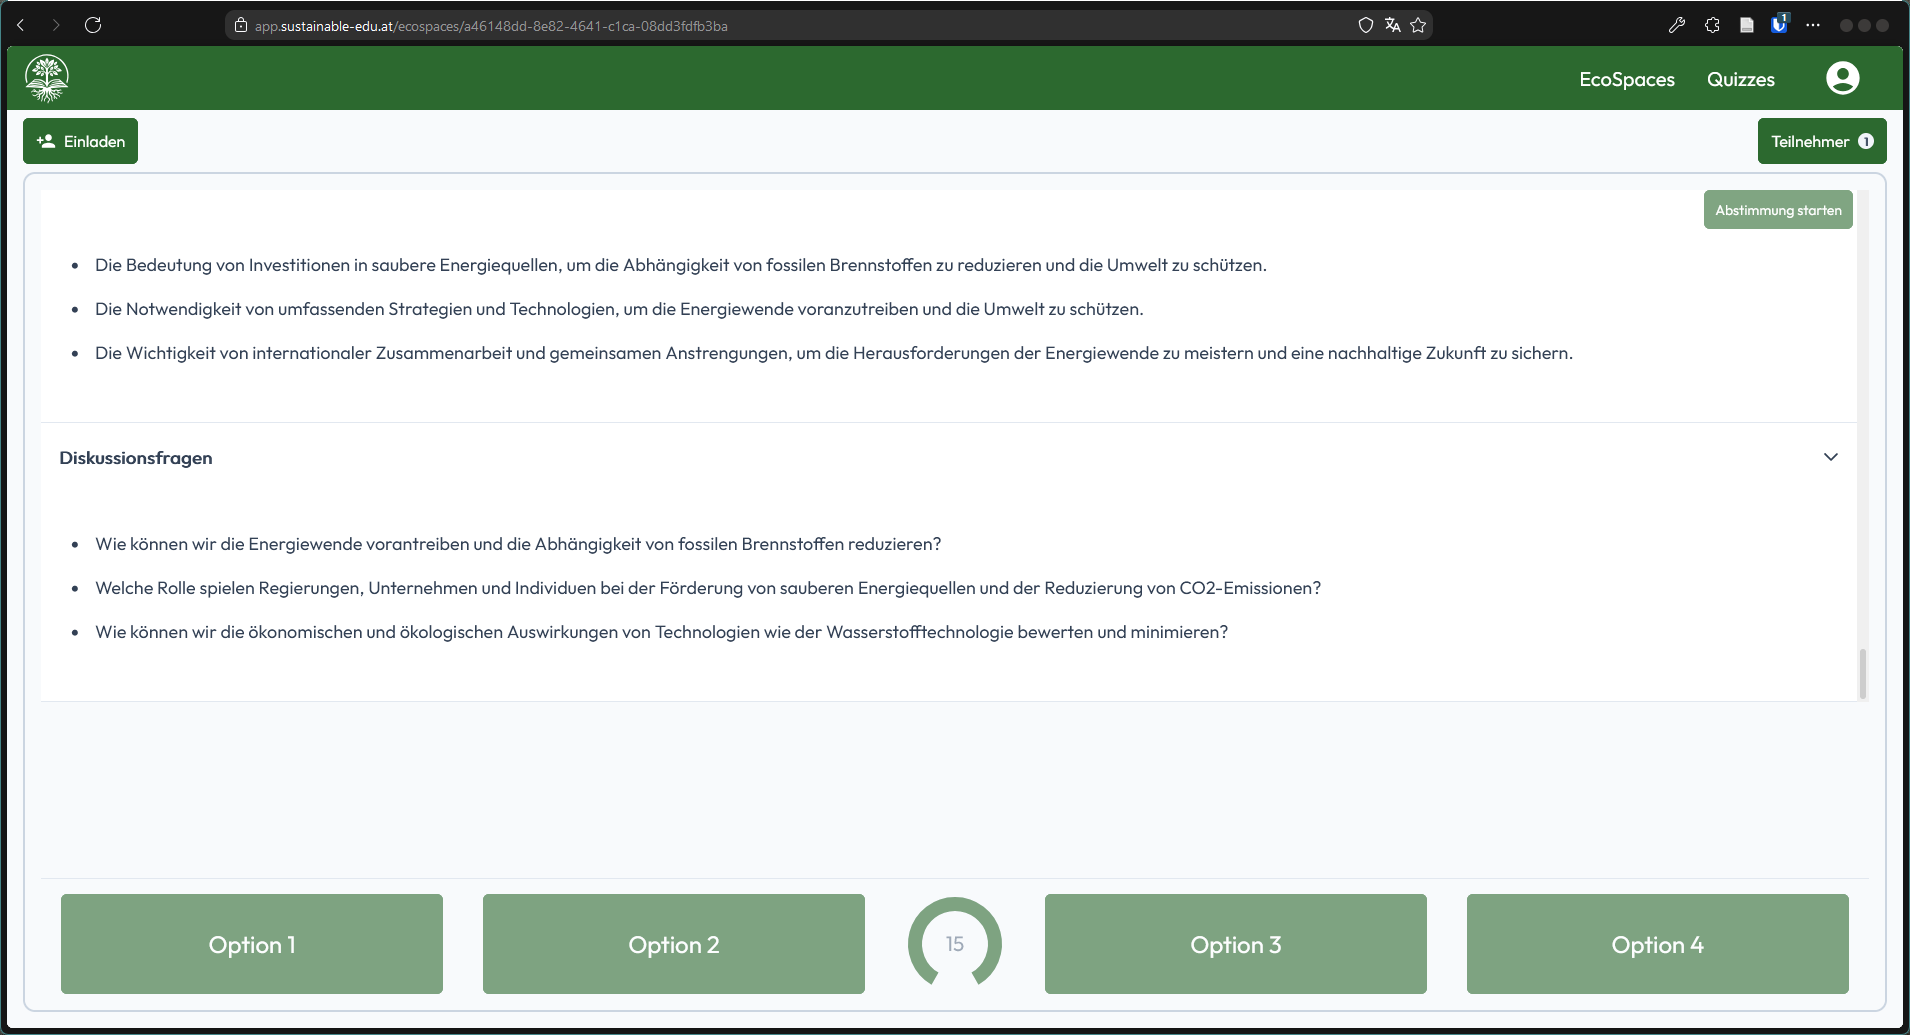 app.sustainable-edu.at/ecospaces/a46148dd-8e82-4641-c1ca-08dd3fdfb3ba
1
EcoSpaces
Quizzes
Einladen
Teilnehmer 1
Abstimmung starten
Die Bedeutung von Investitionen in saubere Energiequellen, um die Abhängigkeit von fossilen Brennstoffen zu reduzieren und die Umwelt zu schützen.
Die Notwendigkeit von umfassenden Strategien und Technologien, um die Energiewende voranzutreiben und die Umwelt zu schützen.
Die Wichtigkeit von internationaler Zusammenarbeit und gemeinsamen Anstrengungen, um die Herausforderungen der Energiewende zu meistern und eine nachhaltige Zukunft zu sichern.
Diskussionsfragen
Wie können wir die Energiewende vorantreiben und die Abhängigkeit von fossilen Brennstoffen reduzieren?
Welche Rolle spielen Regierungen, Unternehmen und Individuen bei der Förderung von sauberen Energiequellen und der Reduzierung von CO2-Emissionen?
Wie können wir die ökonomischen und ökologischen Auswirkungen von Technologien wie der Wasserstofftechnologie bewerten und minimieren?
Option 1
Option 2
15
Option 3
Option 4